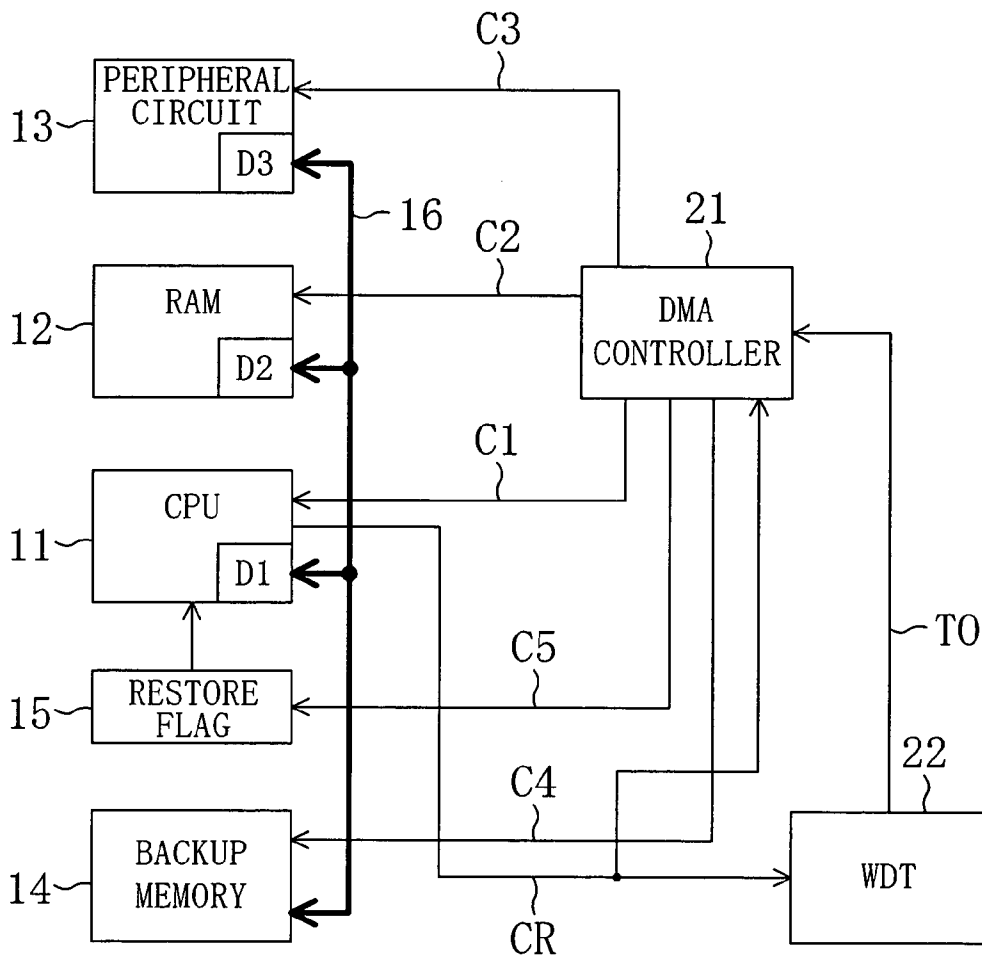 C3
PERIPHERAL
CIRCUIT
13
D3
16
C2
21
RAM
12
D2
DMA
CONTROLLER
C1
CPU
11
D1
TO
C5
RESTORE
FLAG
15
22
C4
BACKUP
MEMORY
14
WDT
CR